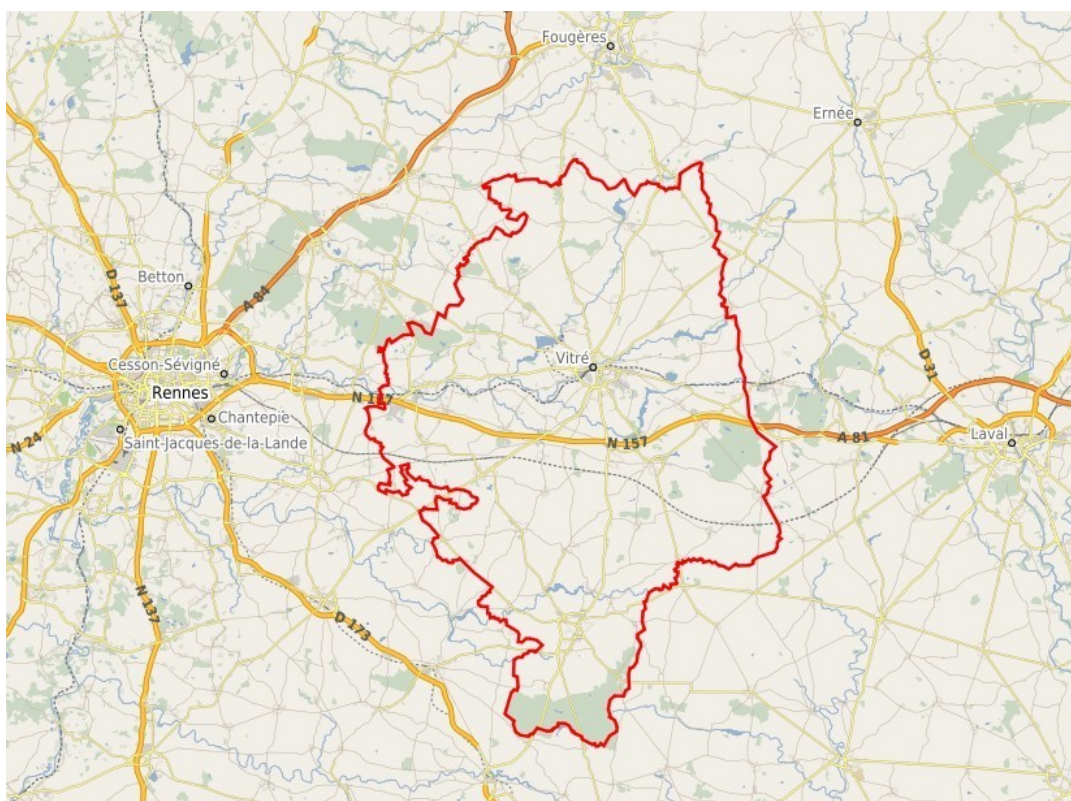 Fougères
Ernée
D 137
Betton
A 84
Cesson-Sévigné
Vitré
D 31
Rennes
N 157
Chantepie
N 24
Saint-Jacques-de-la-Lande
N 157
A 81
Laval
N 137
D 173